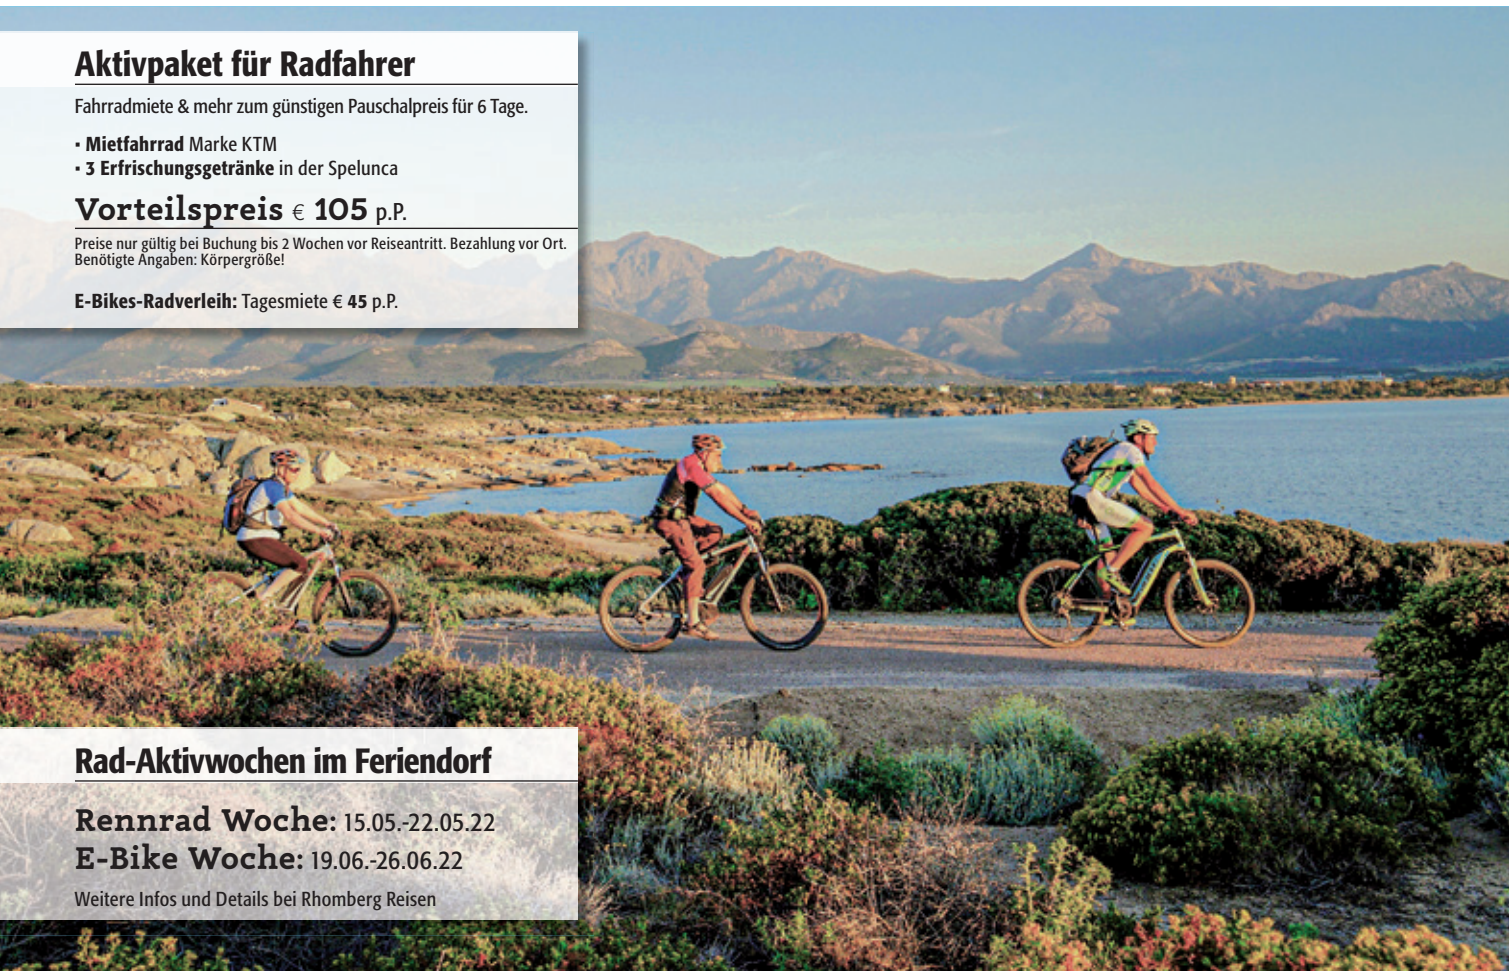 Aktivpaket für Radfahrer
Fahrradmiete & mehr zum günstigen Pauschalpreis für 6 Tage.
▪ Mietfahrrad Marke KTM
▪ 3 Erfrischungsgetränke in der Spelunca
Vorteilspreis € 105 p.P.
Preise nur gültig bei Buchung bis 2 Wochen vor Reiseantritt. Bezahlung vor Ort.
Benötigte Angaben: Körpergröße!
E-Bikes-Radverleih: Tagesmiete € 45 p.P.
Rad-Aktivwochen im Feriendorf
Rennrad Woche: 15.05.-22.05.22
E-Bike Woche: 19.06.-26.06.22
Weitere Infos und Details bei Rhomberg Reisen